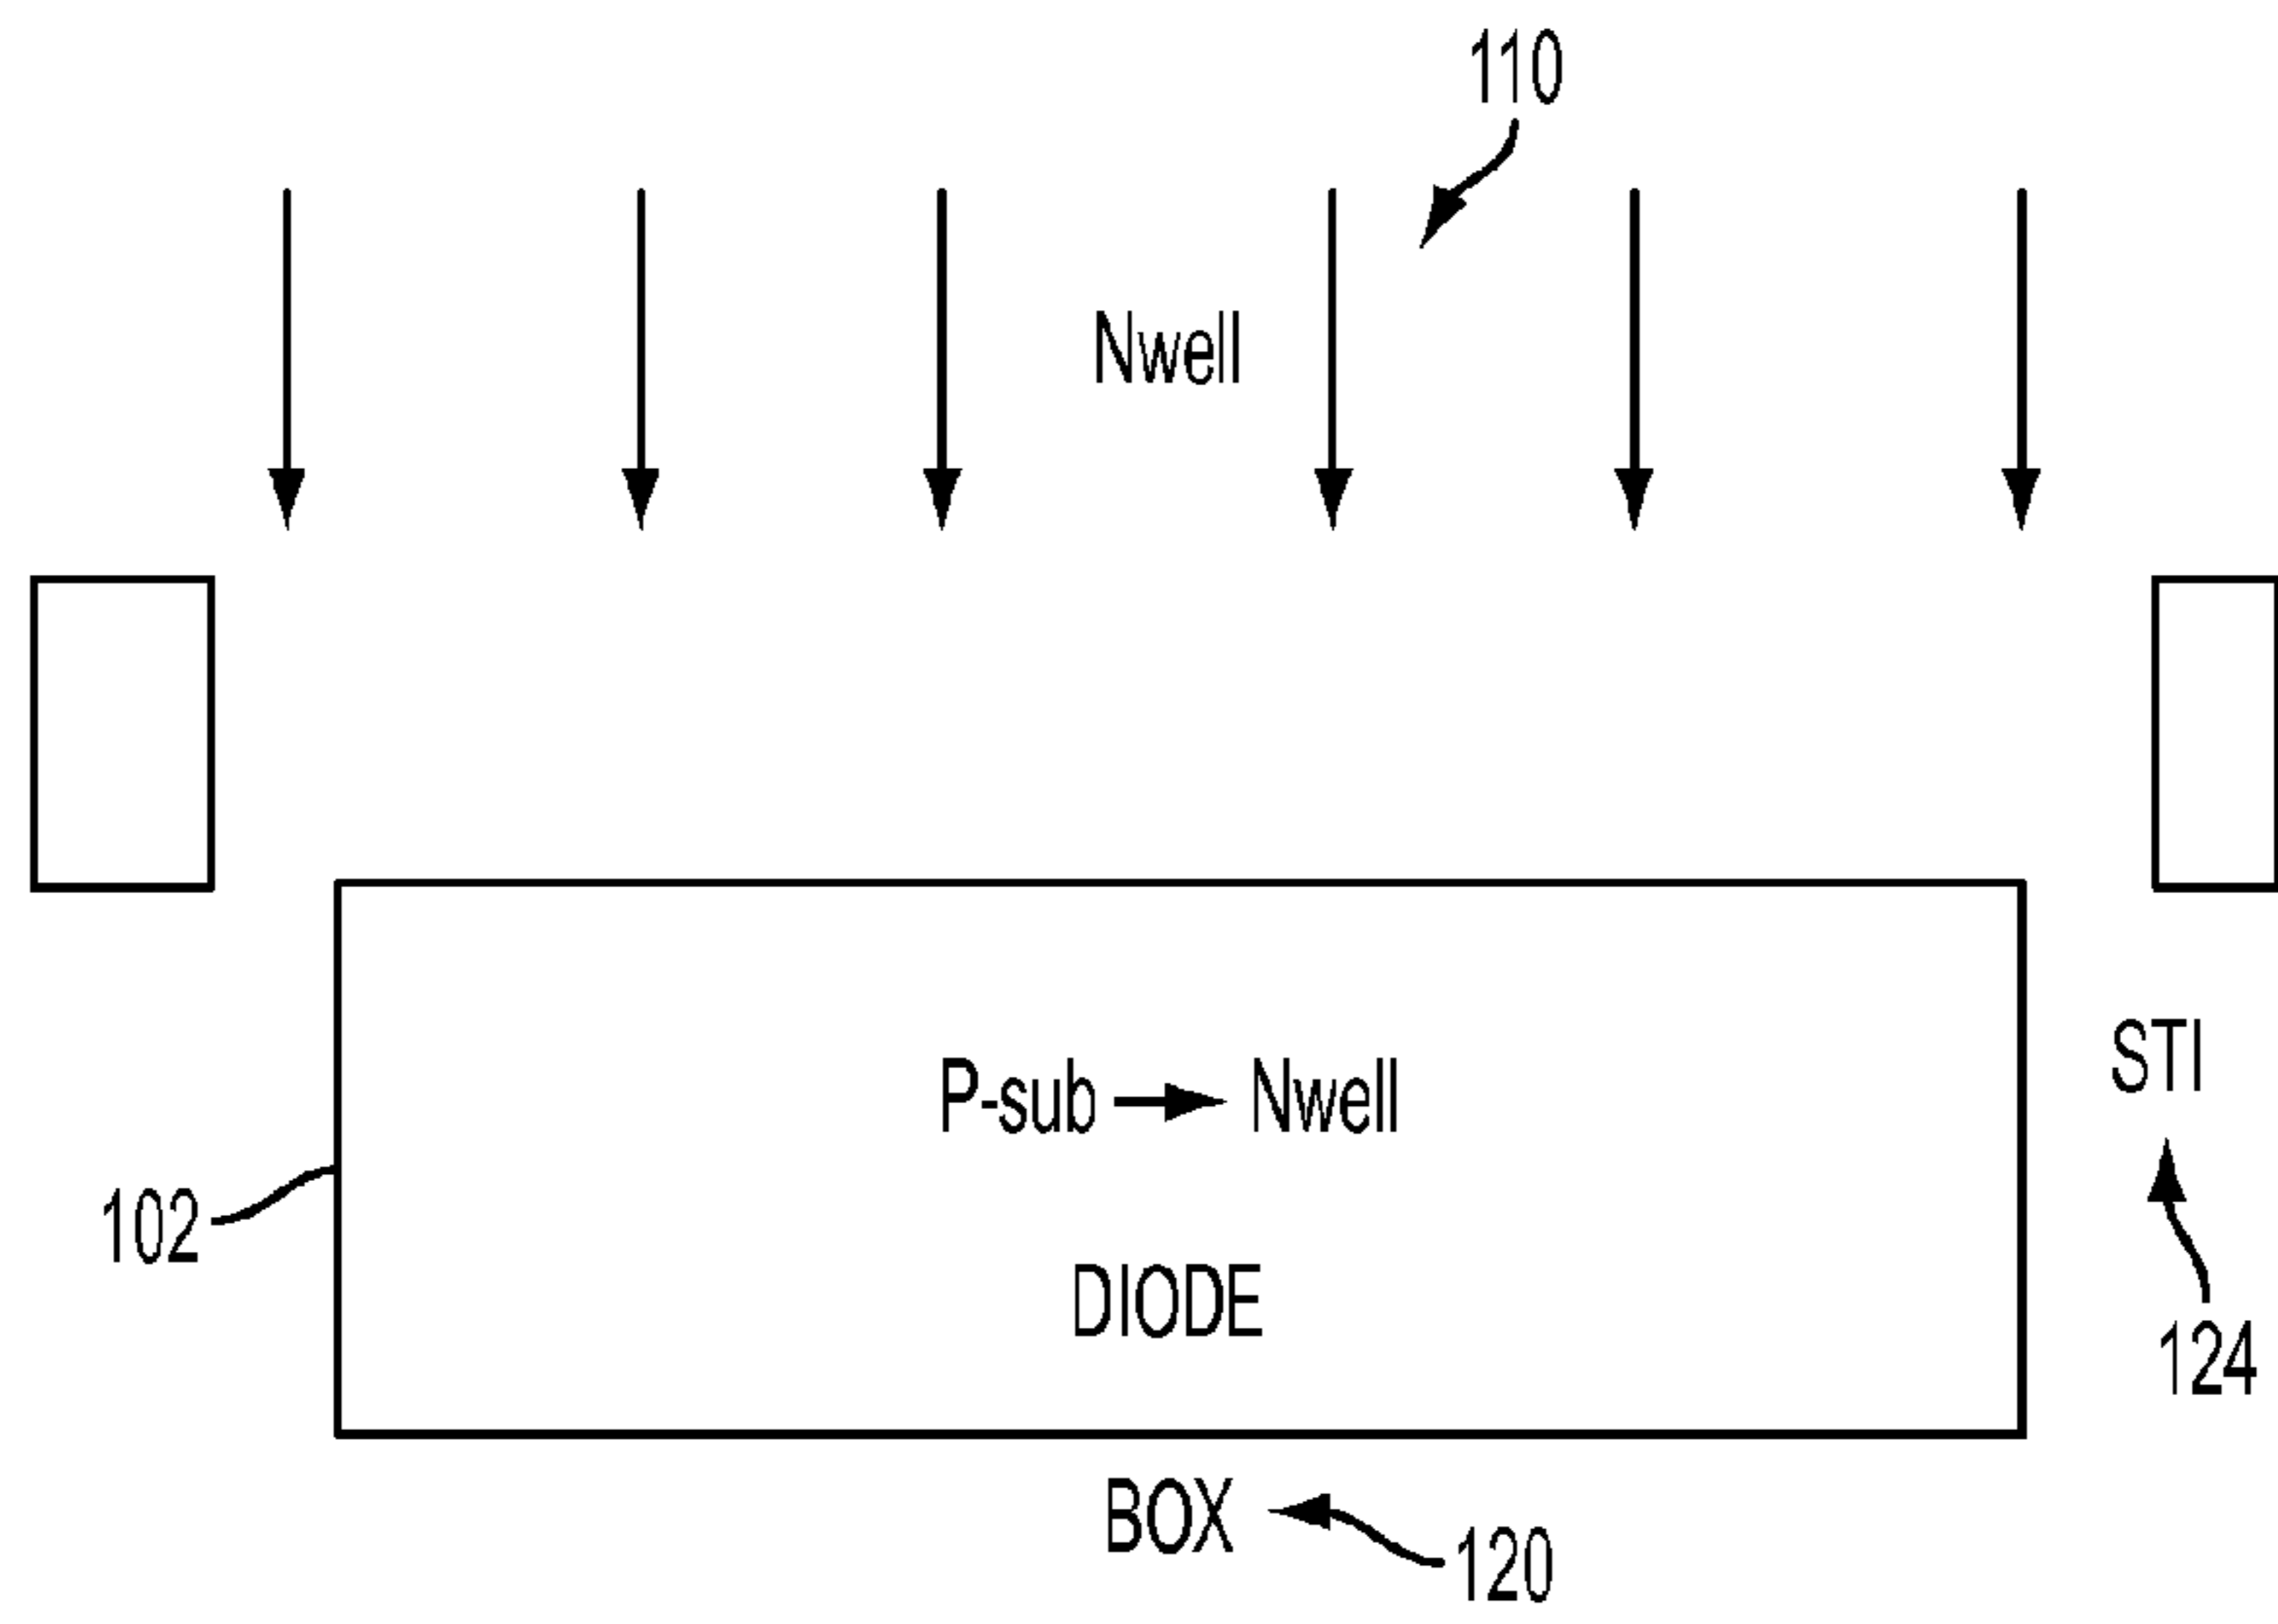 110
Nwell
P-sub → Nwell
STI
102
DIODE
124
BOX
120